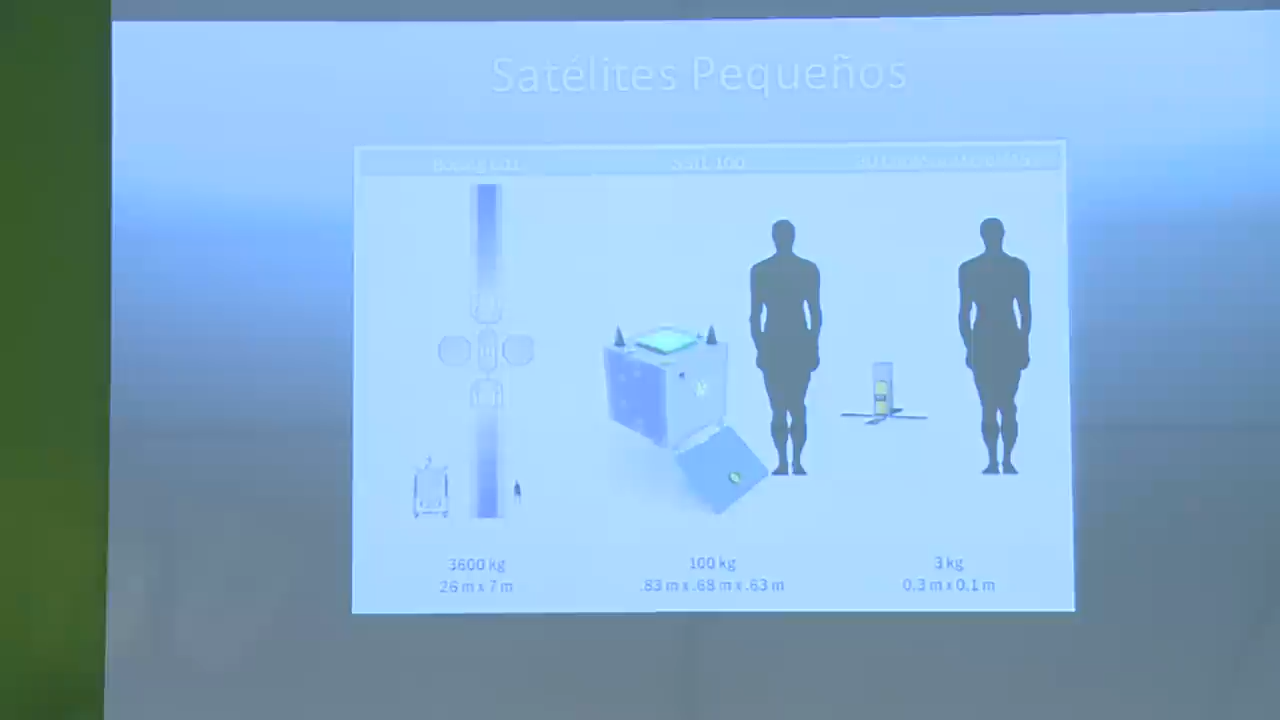 Satélites Pequeños
3600 kg
26 m x 7 m
100 kg
.83 m x .68 m x .63 m
3 kg
0.3 m x 0.1 m